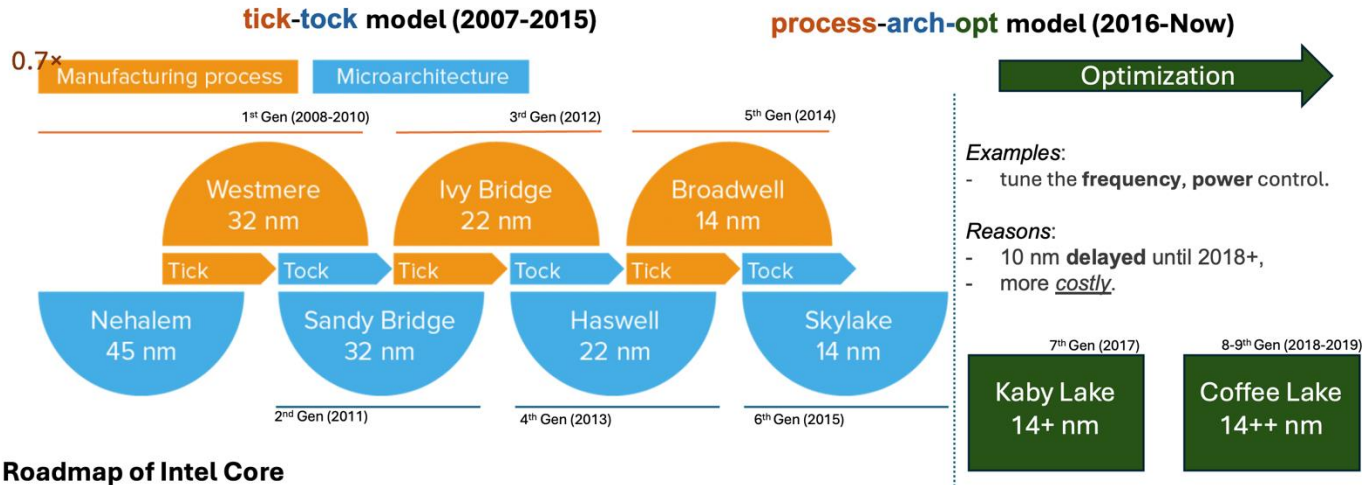 tick-tock model (2007-2015)
process-arch-opt model (2016-Now)
0.7×
Manufacturing process
Microarchitecture
Optimization
1st Gen (2008-2010)
3rd Gen (2012)
5th Gen (2014)
Westmere
32 nm
Ivy Bridge
22 nm
Broadwell
14 nm
Tick
Tock
Tick
Tock
Tick
Tock
Nehalem
45 nm
Sandy Bridge
32 nm
Haswell
22 nm
Skylake
14 nm
2nd Gen (2011)
4th Gen (2013)
6th Gen (2015)
Examples:
- tune the frequency, power control.
Reasons:
- 10 nm delayed until 2018+,
- more costly.
7th Gen (2017)
Kaby Lake
14+ nm
8-9th Gen (2018-2019)
Coffee Lake
14++ nm
Roadmap of Intel Core